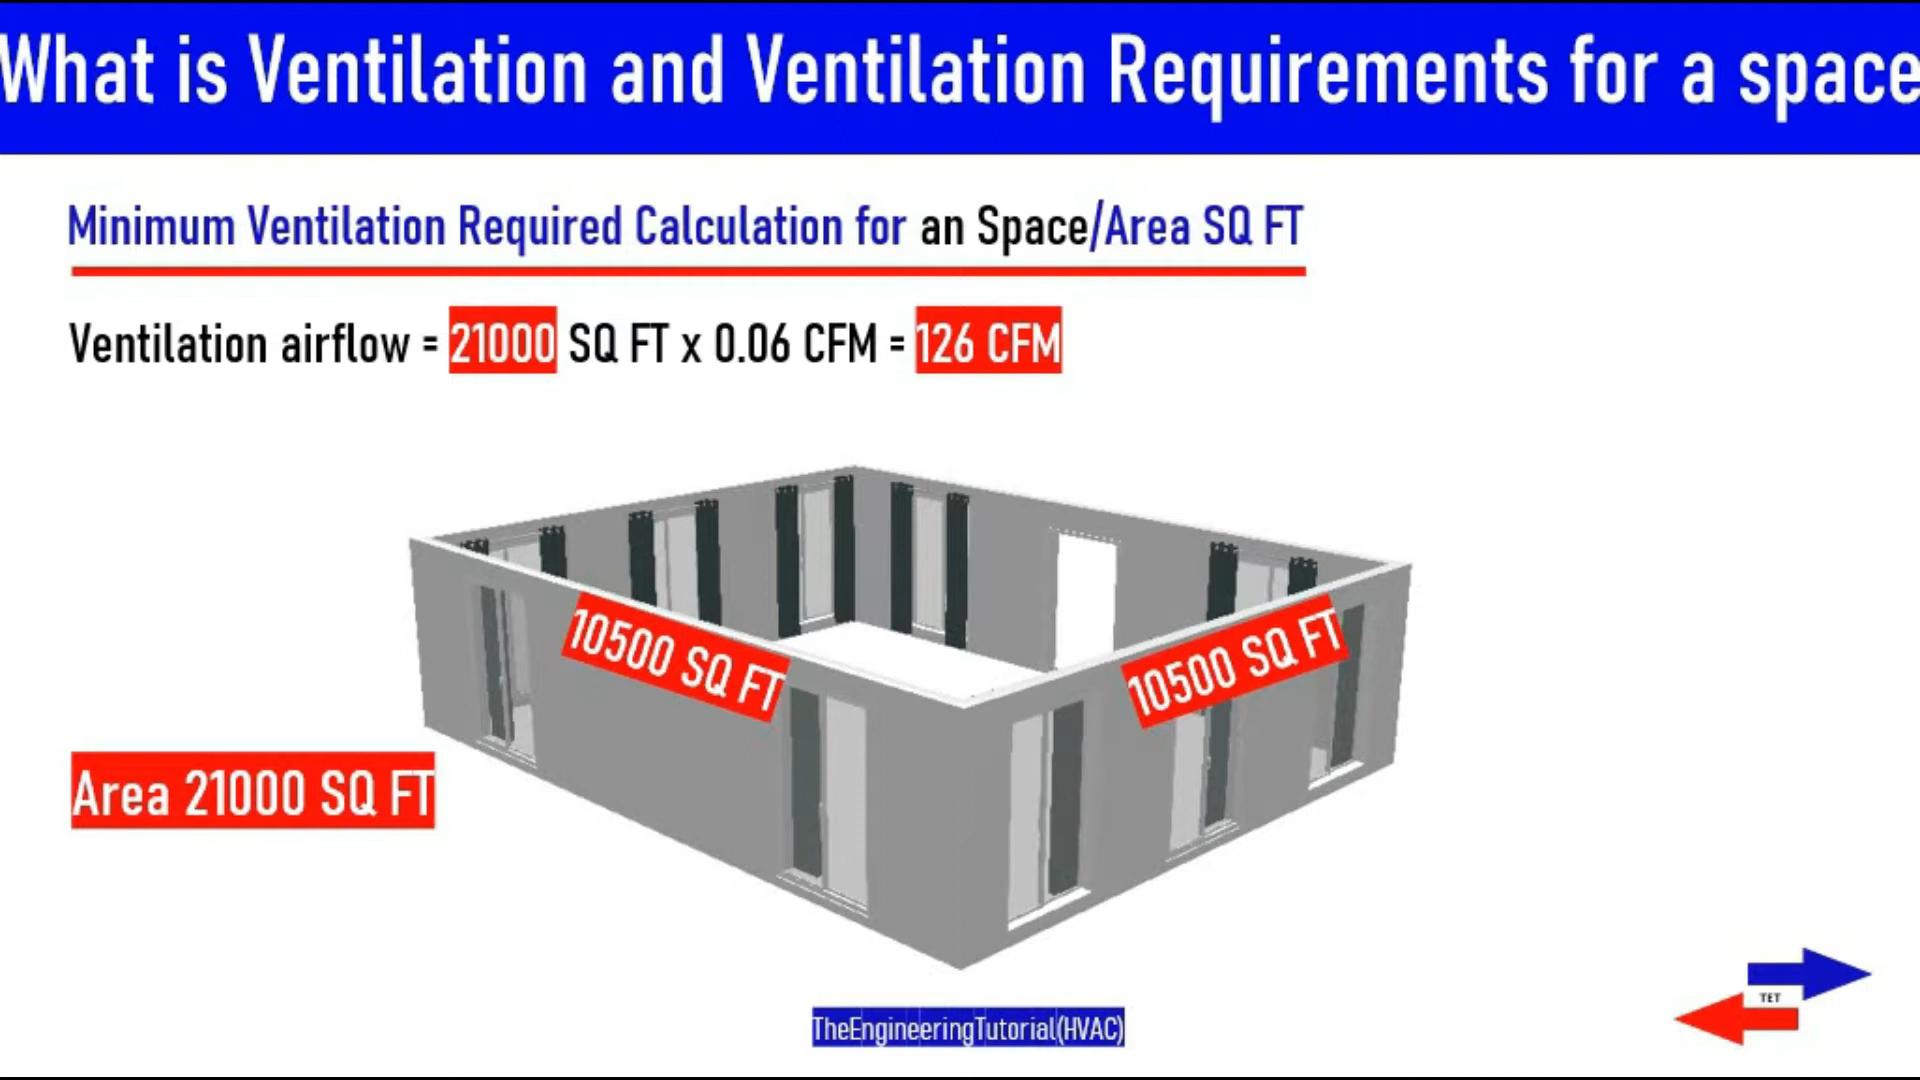 What is Ventilation and Ventilation Requirements for a space
Minimum Ventilation Required Calculation for an Space/Area SQ FT
Ventilation airflow = 21000 SQ FT x 0.06 CFM = 126 CFM
10500 SQ FT
10500 SQ FT
Area 21000 SQ FT
TET
TheEngineeringTutorial(HVAC)